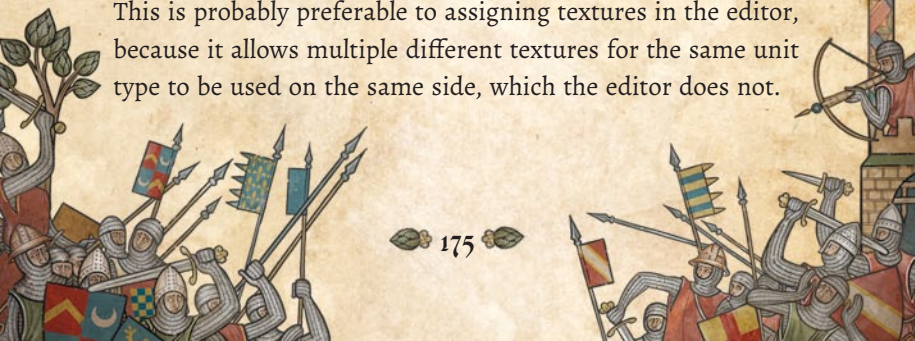 This is probably preferable to assigning textures in the editor,
because it allows multiple different textures for the same unit
type to be used on the same side, which the editor does not.
175